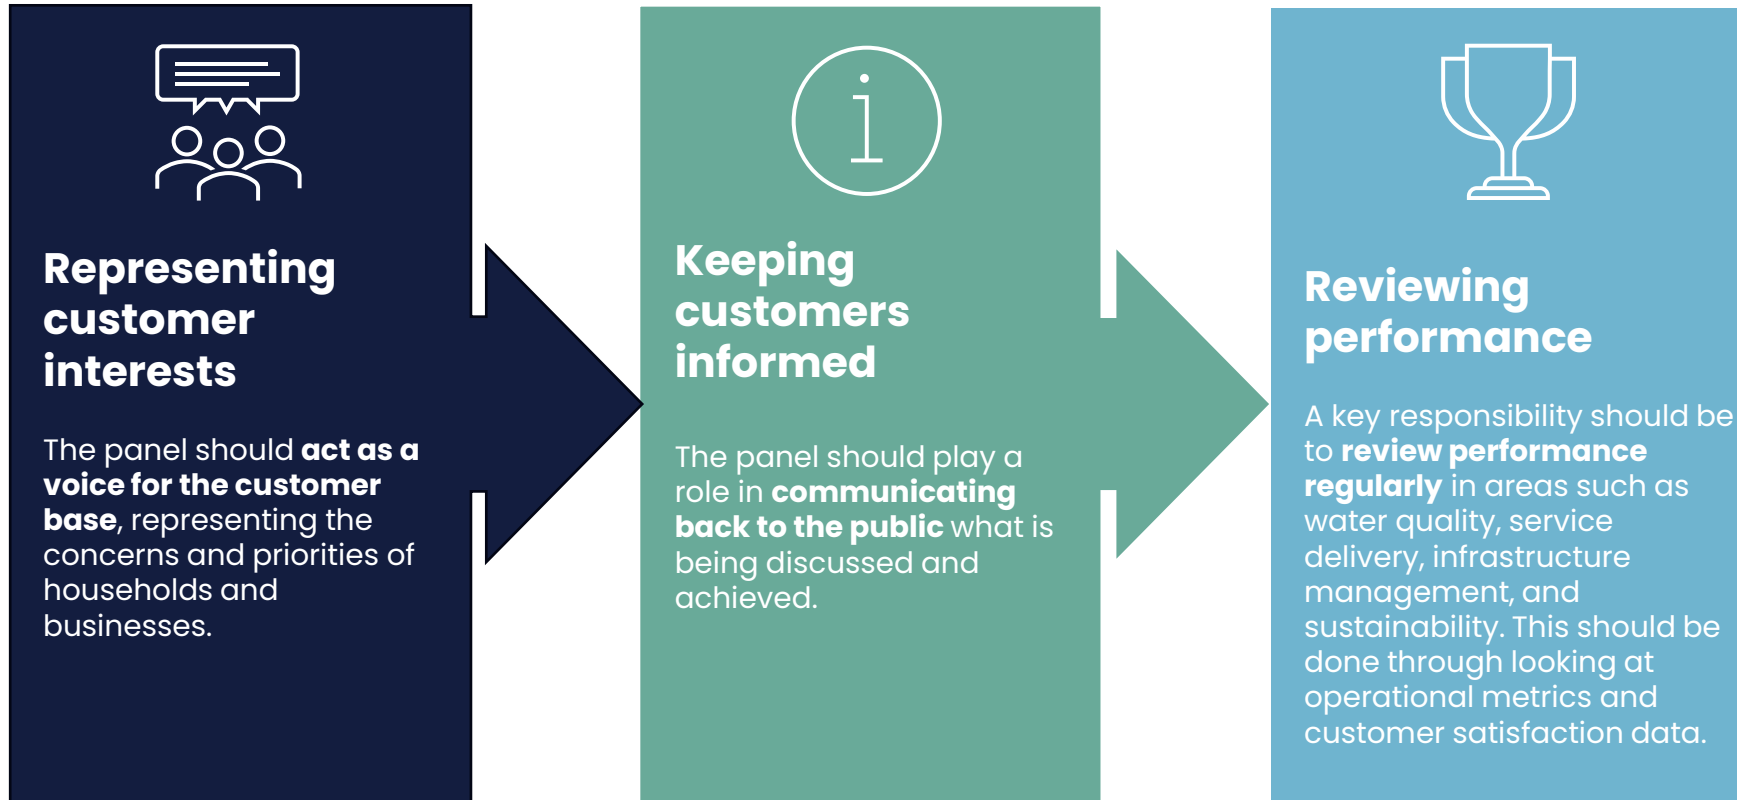 Representing
customer
interests
The panel should act as a
voice for the customer
base, representing the
concerns and priorities of
households and
businesses.
Keeping
customers
informed
The panel should play a
role in communicating
back to the public what is
being discussed and
achieved.
Reviewing
performance
A key responsibility should be
to review performance
regularly in areas such as
water quality, service
delivery, infrastructure
management, and
sustainability. This should be
done through looking at
operational metrics and
customer satisfaction data.